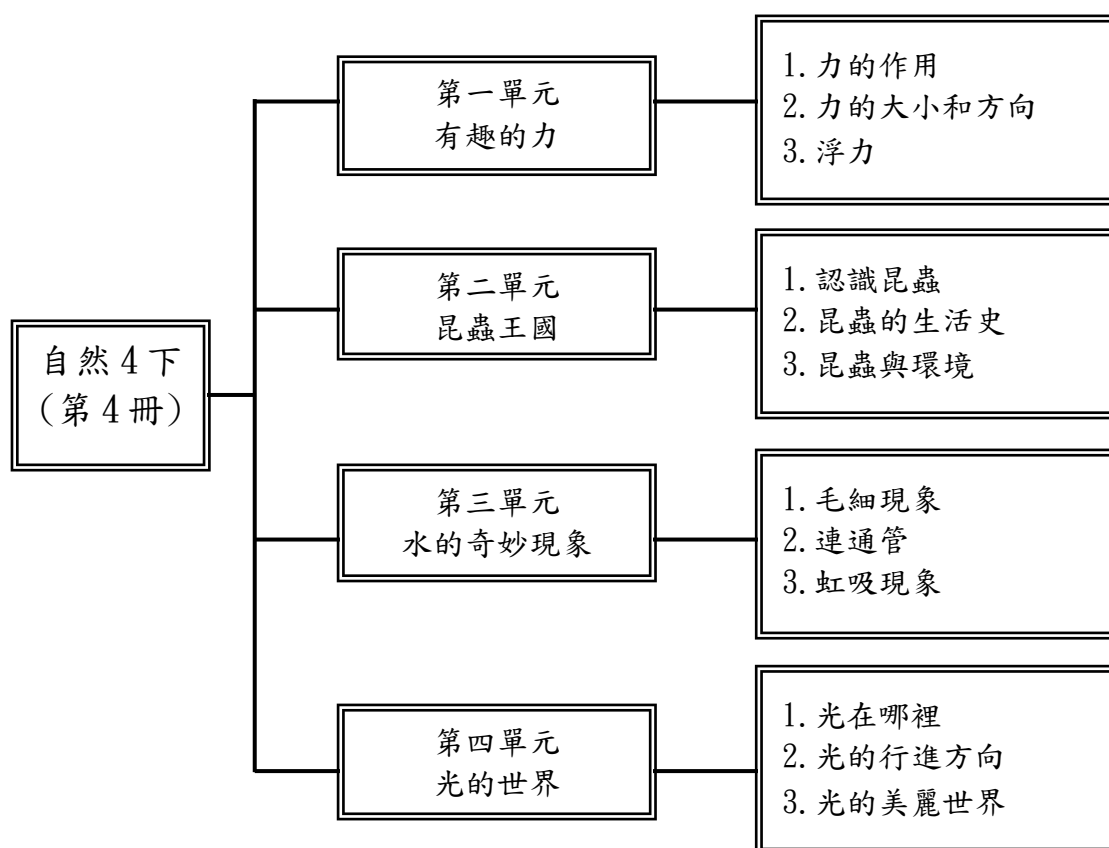 自然4下
(第4冊)
第一單元
有趣的力
1.力的作用
2.力的大小和方向
3.浮力
第二單元
昆蟲王國
1.認識昆蟲
2.昆蟲的生活史
3.昆蟲與環境
第三單元
水的奇妙現象
1.毛細現象
2.連通管
3.虹吸現象
第四單元
光的世界
1.光在哪裡
2.光的行進方向
3.光的美麗世界